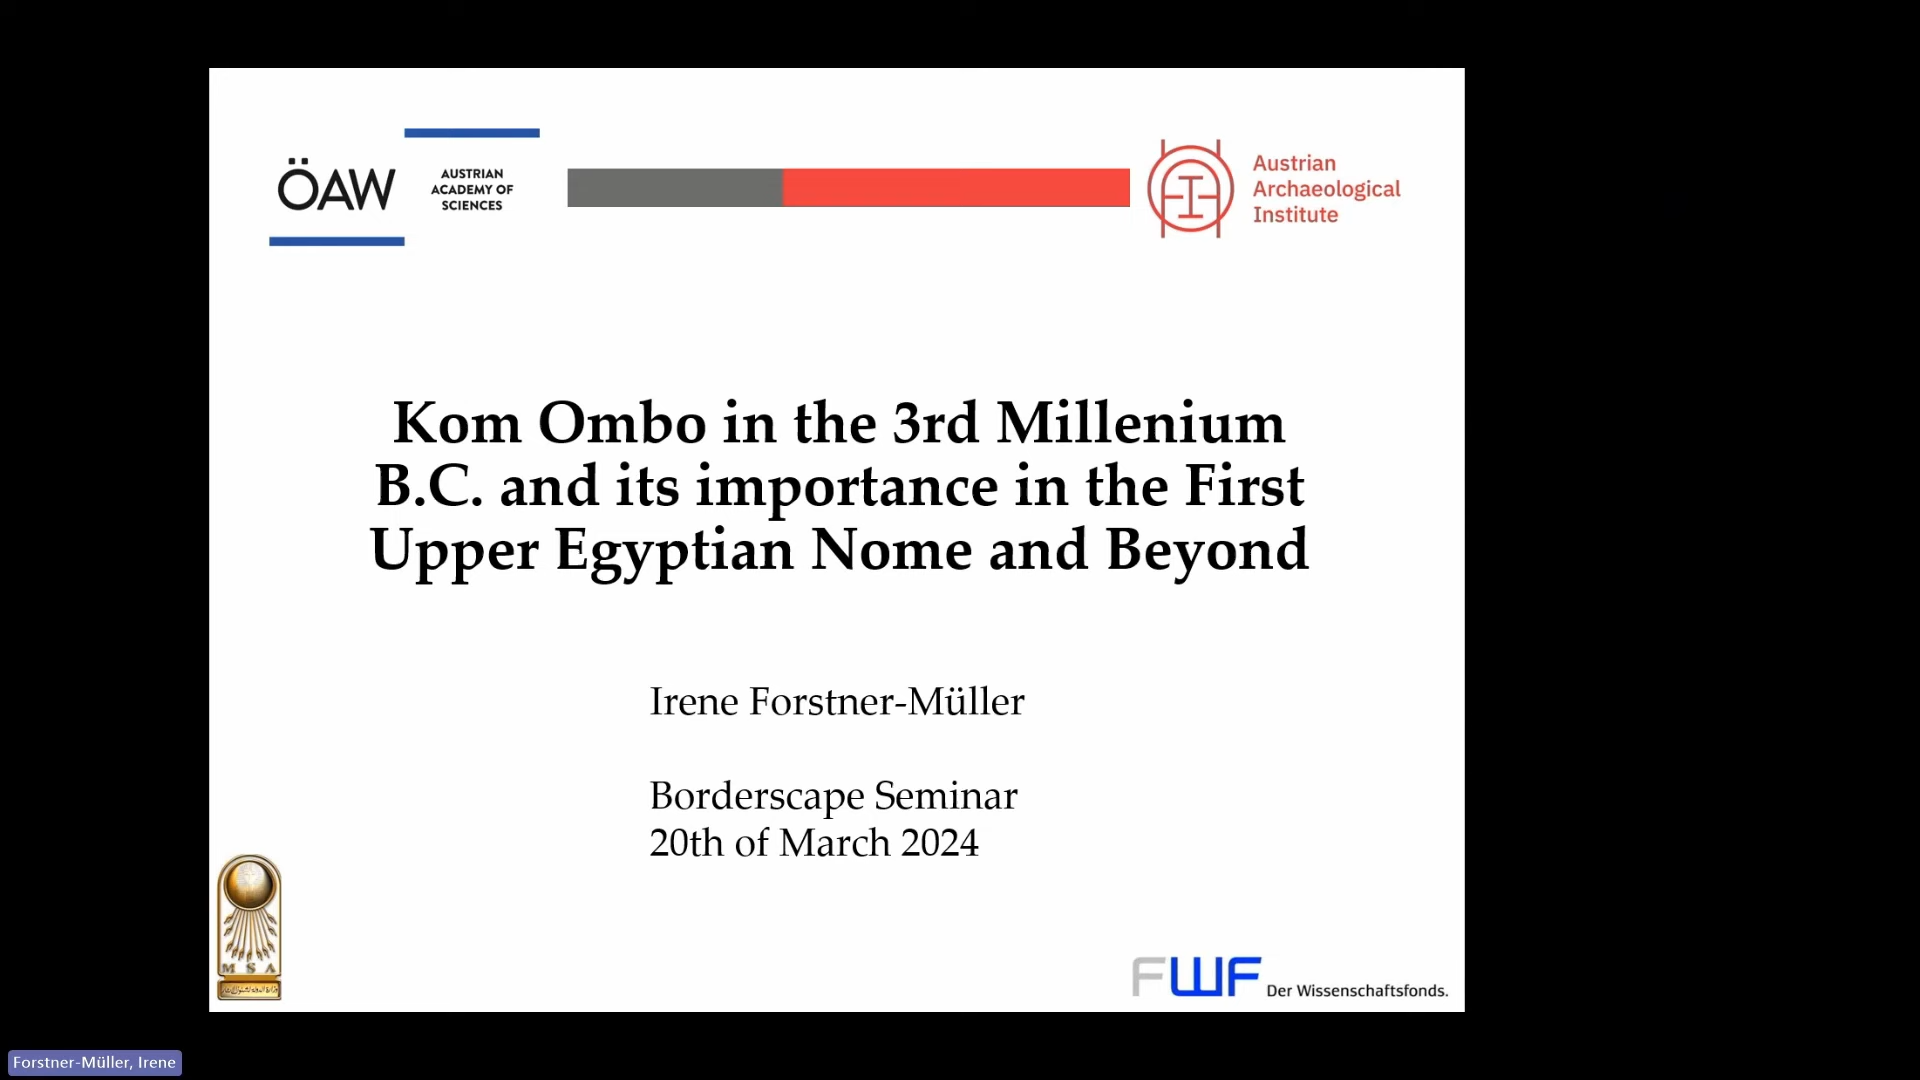 ÖAW
AUSTRIAN
ACADEMY OF
SCIENCES
Austrian
Archaeological
Institute
Kom Ombo in the 3rd Millenium
B.C. and its importance in the First
Upper Egyptian Nome and Beyond
Irene Forstner-Müller
Borderscape Seminar
20th of March 2024
M S A
FWF Der Wissenschaftsfonds.
Forstner-Müller, Irene